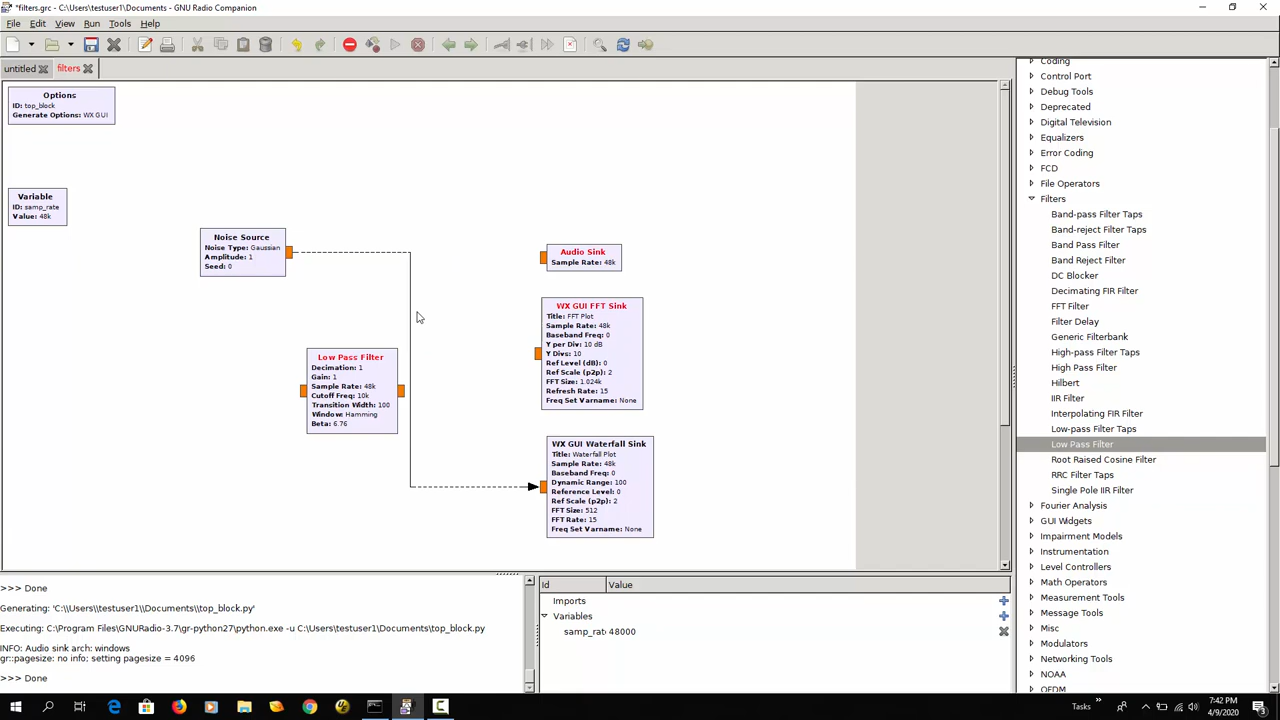 *filters.grc - C:\Users\testuser1\Documents - GNU Radio Companion
File Edit View Run Tools Help
untitled
filters
Options
ID: top_block
Generate Options: WX GUI
Variable
ID: samp_rate
Value: 48k
Noise Source
Noise Type: Gaussian
Amplitude: 1
Seed: 0
Low Pass Filter
Decimation: 1
Gain: 1
Sample Rate: 48k
Cutoff Freq: 10k
Transition Width: 100
Window: Hamming
Beta: 6.76
Audio Sink
Sample Rate: 48k
WX GUI FFT Sink
Title: FFT Plot
Sample Rate: 48k
Baseband Freq: 0
Y per Div: 10 dB
Y Divs: 10
Ref Level (dB): 0
Ref Scale (p2p): 2
FFT Size: 1.024k
Refresh Rate: 15
Freq Set Varname: None
WX GUI Waterfall Sink
Title: Waterfall Plot
Sample Rate: 48k
Baseband Freq: 0
Dynamic Range: 100
Reference Level: 0
Ref Scale (p2p): 2
FFT Size: 512
FFT Rate: 15
Freq Set Varname: None
Coding
Control Port
Debug Tools
Deprecated
Digital Television
Equalizers
Error Coding
FCD
File Operators
Filters
Band-pass Filter Taps
Band-reject Filter Taps
Band Pass Filter
Band Reject Filter
DC Blocker
Decimating FIR Filter
FFT Filter
Filter Delay
Generic Filterbank
High-pass Filter Taps
High Pass Filter
Hilbert
IIR Filter
Interpolating FIR Filter
Low-pass Filter Taps
Low Pass Filter
Root Raised Cosine Filter
RRC Filter Taps
Single Pole IIR Filter
Fourier Analysis
GUI Widgets
Impairment Models
Instrumentation
Level Controllers
Math Operators
Measurement Tools
Message Tools
Misc
Modulators
Networking Tools
NOAA
OFDM
>>> Done
Generating: 'C:\\Users\\testuser1\\Documents\\top_block.py'
Executing: C:\Program Files\GNURadio-3.7\gr-python27\python.exe -u C:\Users\testuser1\Documents\top_block.py
INFO: Audio sink arch: windows
gr::pagesize: no info; setting pagesize = 4096
>>> Done
Id Value
Imports
Variables
samp_rat 48000
Tasks
7:42 PM
4/9/2020